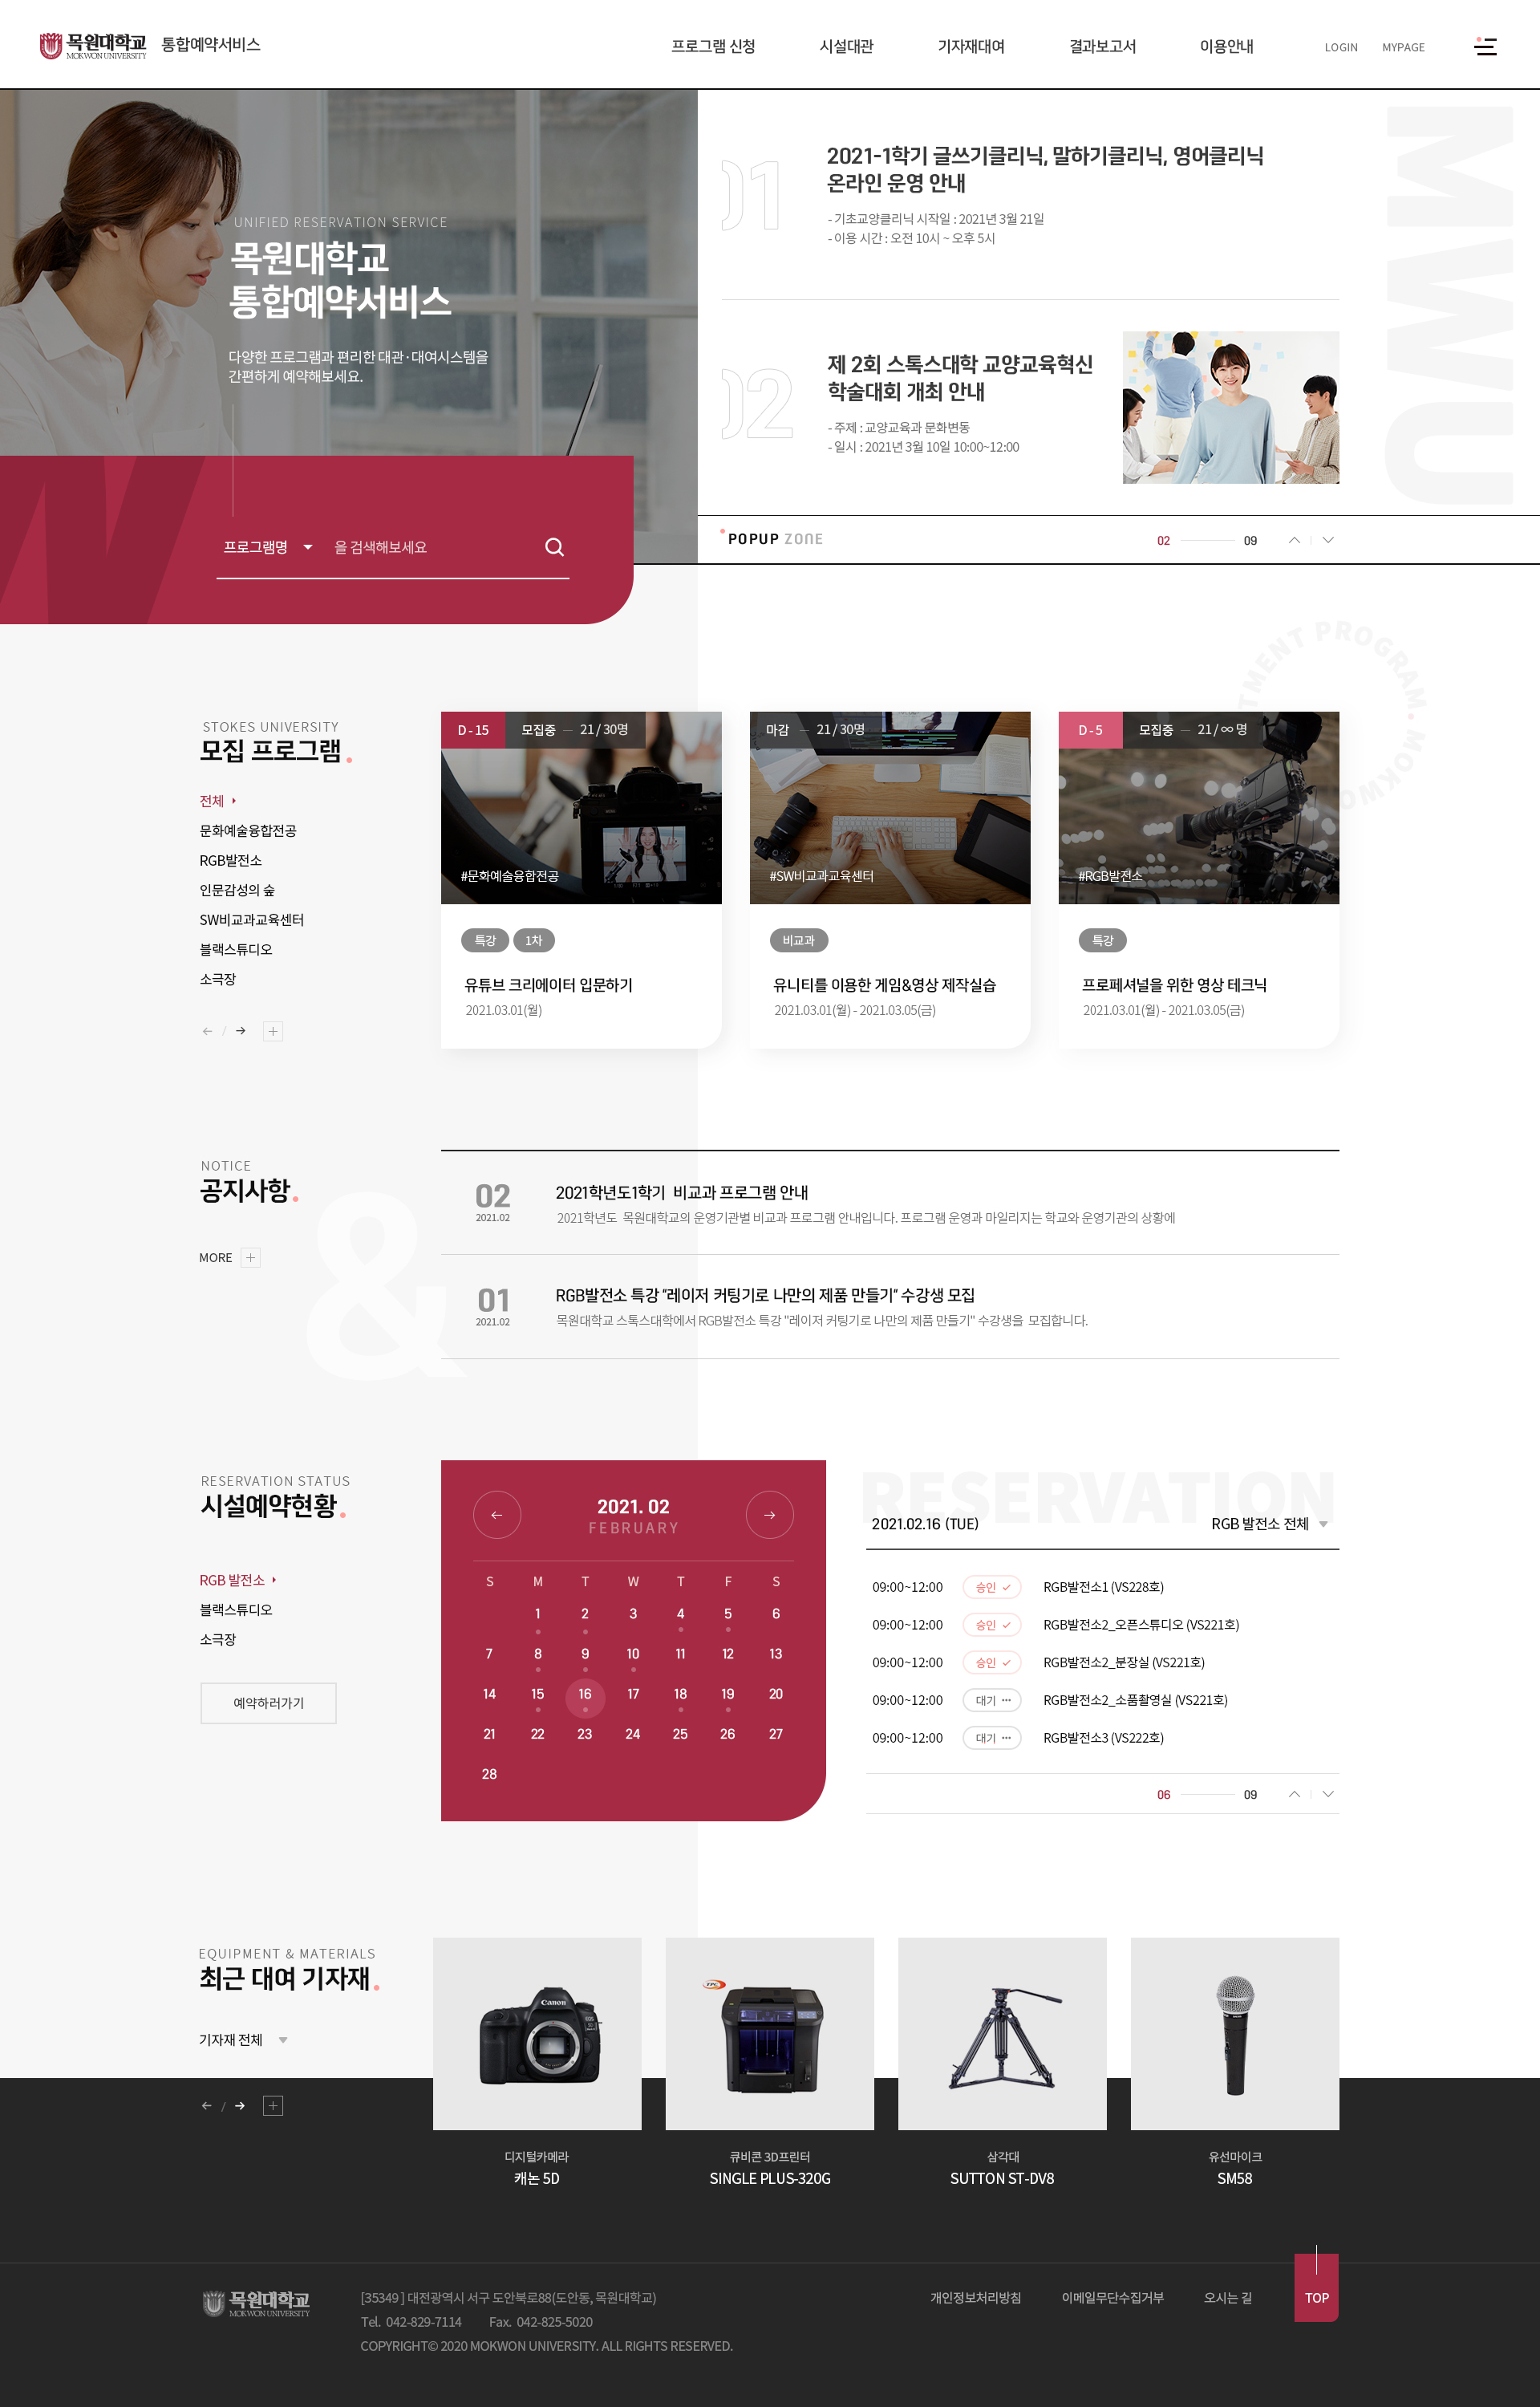 목원대학교 MOKWON UNIVERSITY 통합예약서비스
프로그램 신청 시설대관 기자재대여 결과보고서 이용안내 LOGIN MYPAGE
UNIFIED RESERVATION SERVICE
목원대학교
통합예약서비스
다양한 프로그램과 편리한 대관·대여시스템을
간편하게 예약해보세요.
프로그램명 을 검색해보세요
01
2021-1학기 글쓰기클리닉, 말하기클리닉, 영어클리닉
온라인 운영 안내
- 기초교양클리닉 시작일 : 2021년 3월 21일
- 이용 시간 : 오전 10시 ~ 오후 5시
02
제 2회 스톡스대학 교양교육혁신
학술대회 개최 안내
- 주제 : 교양교육과 문화변동
- 일시 : 2021년 3월 10일 10:00~12:00
MWU
POPUP ZONE 02 09
TMENT PROGRAM. MOKWO
STOKES UNIVERSITY
모집 프로그램.
전체
문화예술융합전공
RGB발전소
인문감성의 숲
SW비교과교육센터
블랙스튜디오
소극장
← / → +
D - 15 모집중 — 21 / 30명
#문화예술융합전공
특강 1차
유튜브 크리에이터 입문하기
2021.03.01(월)
마감 — 21 / 30명
#SW비교과교육센터
비교과
유니티를 이용한 게임&영상 제작실습
2021.03.01(월) - 2021.03.05(금)
D - 5 모집중 — 21 / ∞ 명
#RGB발전소
특강
프로페셔널을 위한 영상 테크닉
2021.03.01(월) - 2021.03.05(금)
NOTICE
공지사항.
MORE +
&
02
2021.02
2021학년도1학기 비교과 프로그램 안내
2021학년도 목원대학교의 운영기관별 비교과 프로그램 안내입니다. 프로그램 운영과 마일리지는 학교와 운영기관의 상황에
01
2021.02
RGB발전소 특강 "레이저 커팅기로 나만의 제품 만들기" 수강생 모집
목원대학교 스톡스대학에서 RGB발전소 특강 "레이저 커팅기로 나만의 제품 만들기" 수강생을 모집합니다.
RESERVATION STATUS
시설예약현황.
RGB 발전소
블랙스튜디오
소극장
예약하러가기
← 2021. 02 →
FEBRUARY
S M T W T F S
1 2 3 4 5 6
7 8 9 10 11 12 13
14 15 16 17 18 19 20
21 22 23 24 25 26 27
28
RESERVATION
2021.02.16 (TUE) RGB 발전소 전체
09:00~12:00 승인 RGB발전소1 (VS228호)
09:00~12:00 승인 RGB발전소2_오픈스튜디오 (VS221호)
09:00~12:00 승인 RGB발전소2_분장실 (VS221호)
09:00~12:00 대기 ••• RGB발전소2_소품촬영실 (VS221호)
09:00~12:00 대기 ••• RGB발전소3 (VS222호)
06 09
EQUIPMENT & MATERIALS
최근 대여 기자재.
기자재 전체
← / → +
Canon
EOS
5D
TPC
디지털카메라
캐논 5D
큐비콘 3D프린터
SINGLE PLUS-320G
삼각대
SUTTON ST-DV8
유선마이크
SM58
목원대학교 MOKWON UNIVERSITY
[35349 ] 대전광역시 서구 도안북로88(도안동, 목원대학교)
Tel. 042-829-7114 Fax. 042-825-5020
COPYRIGHT© 2020 MOKWON UNIVERSITY. ALL RIGHTS RESERVED.
개인정보처리방침 이메일무단수집거부 오시는 길
TOP